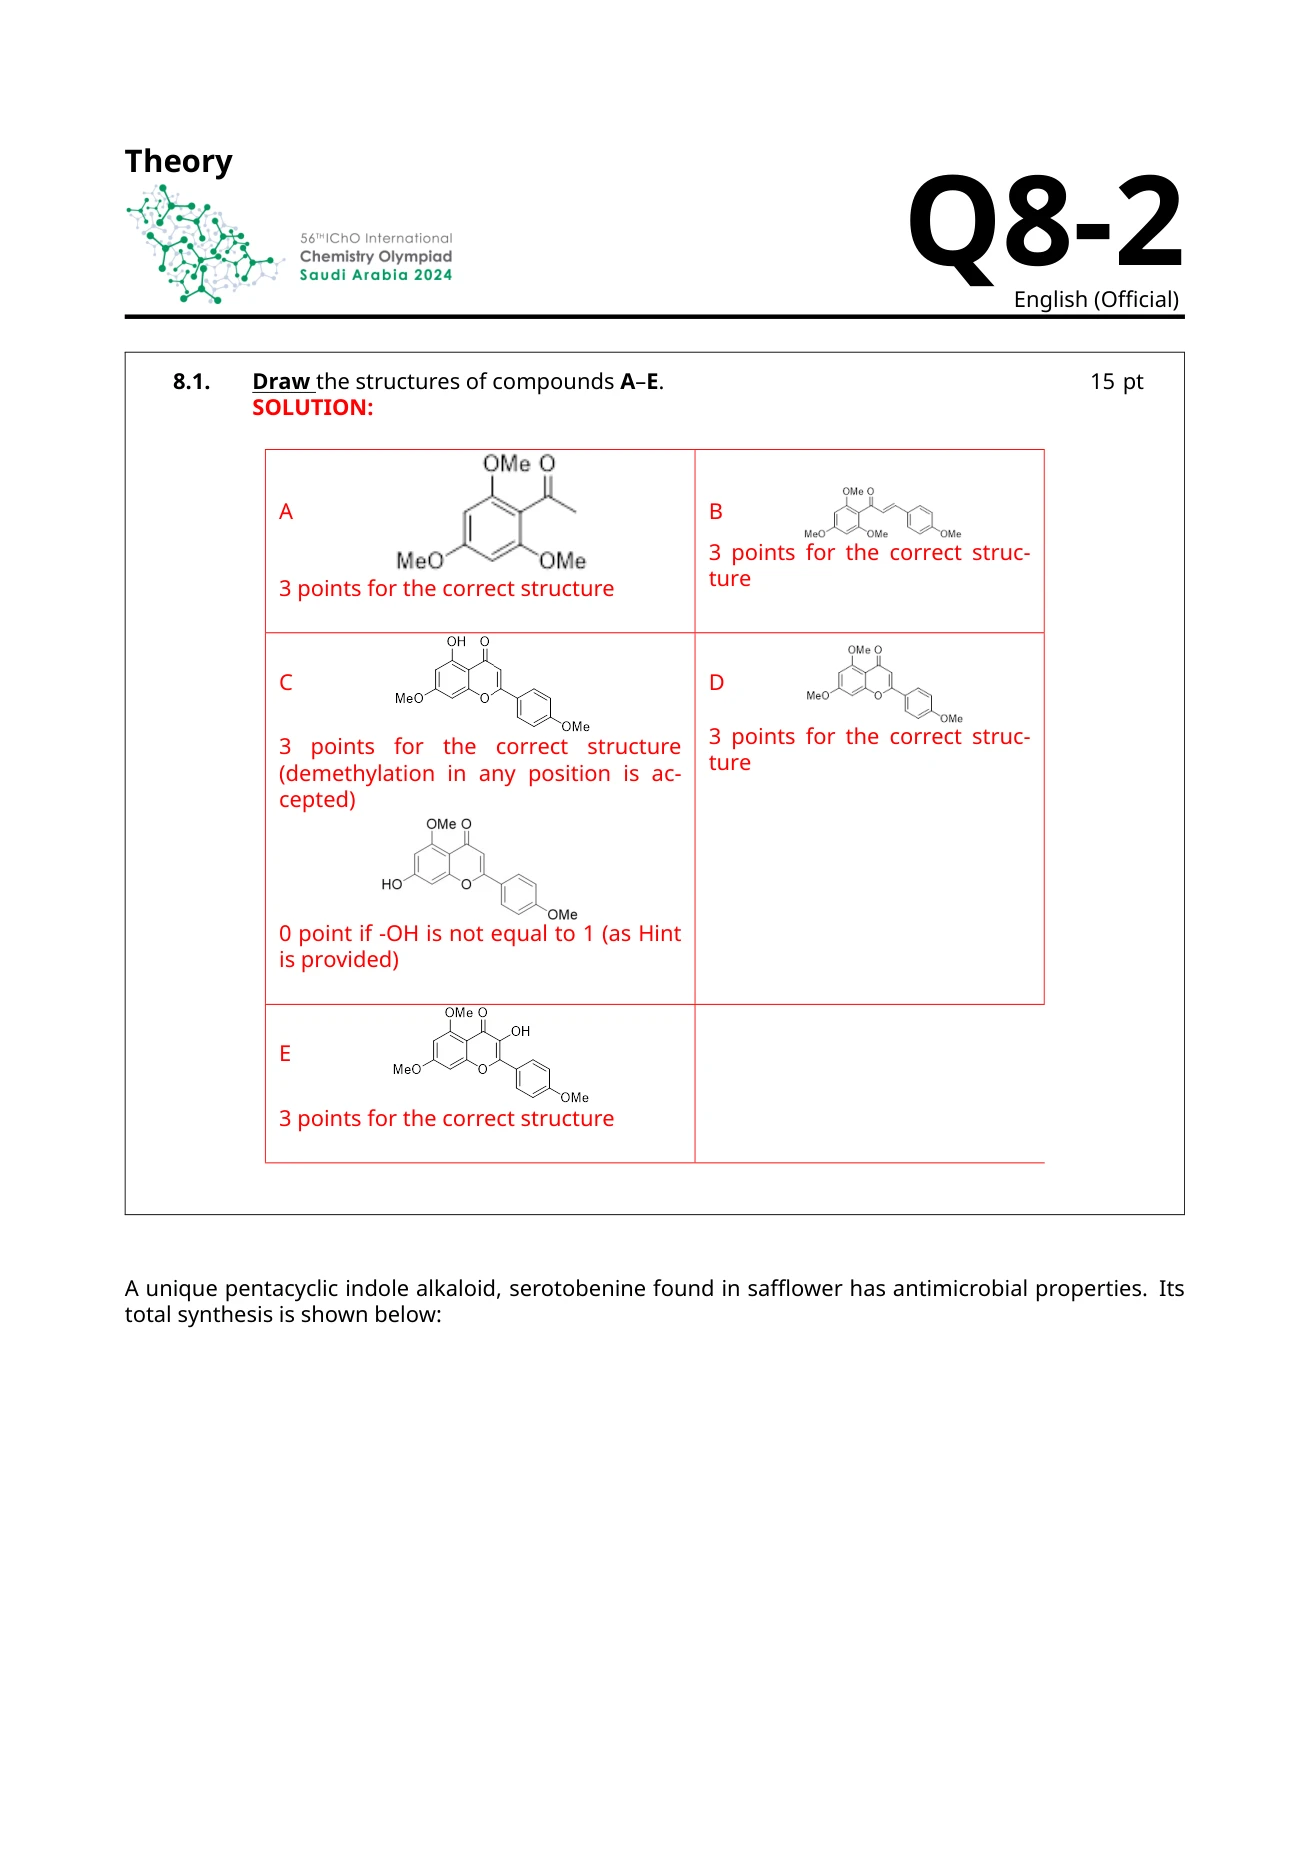 Theory
Q8-2
56THIChO International
Chemistry Olympiad
Saudi Arabia 2024
English (Official)
8.1. Draw the structures of compounds A–E. 15 pt
SOLUTION:
OMe O
A
MeO OMe
3 points for the correct structure
OMe O
B
MeO OMe OMe
3 points for the correct struc-
ture
OH O
C
MeO O
OMe
3 points for the correct structure
(demethylation in any position is ac-
cepted)
OMe O
HO O
OMe
0 point if -OH is not equal to 1 (as Hint
is provided)
OMe O
D
MeO O
OMe
3 points for the correct struc-
ture
OMe O
OH
E
MeO O
OMe
3 points for the correct structure
A unique pentacyclic indole alkaloid, serotobenine found in safflower has antimicrobial properties. Its
total synthesis is shown below: